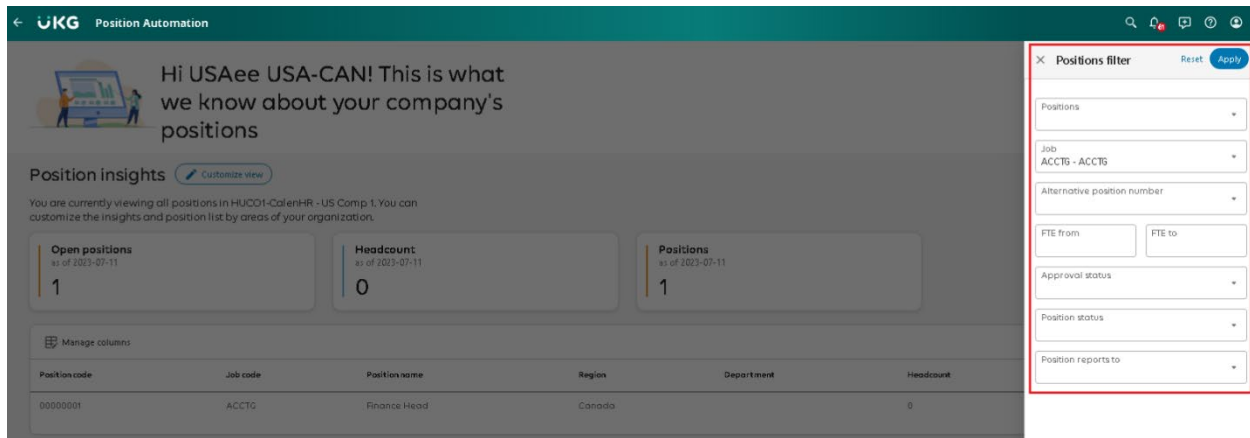 UKG Position Automation
Hi USAee USA-CAN! This is what
we know about your company's
positions
Position insights Customize view
You are currently viewing all positions in HUCO1-CalenHR - US Comp 1. You can
customize the insights and position list by areas of your organization.
Open positions
as of 2023-07-11
1
Headcount
as of 2023-07-11
0
Positions
as of 2023-07-11
1
Manage columns
Position code Job code Position name Region Department Headcount
00000001 ACCTG Finance Head Canada 0
Positions filter Reset Apply
Positions
Job
ACCTG - ACCTG
Alternative position number
FTE from FTE to
Approval status
Position status
Position reports to